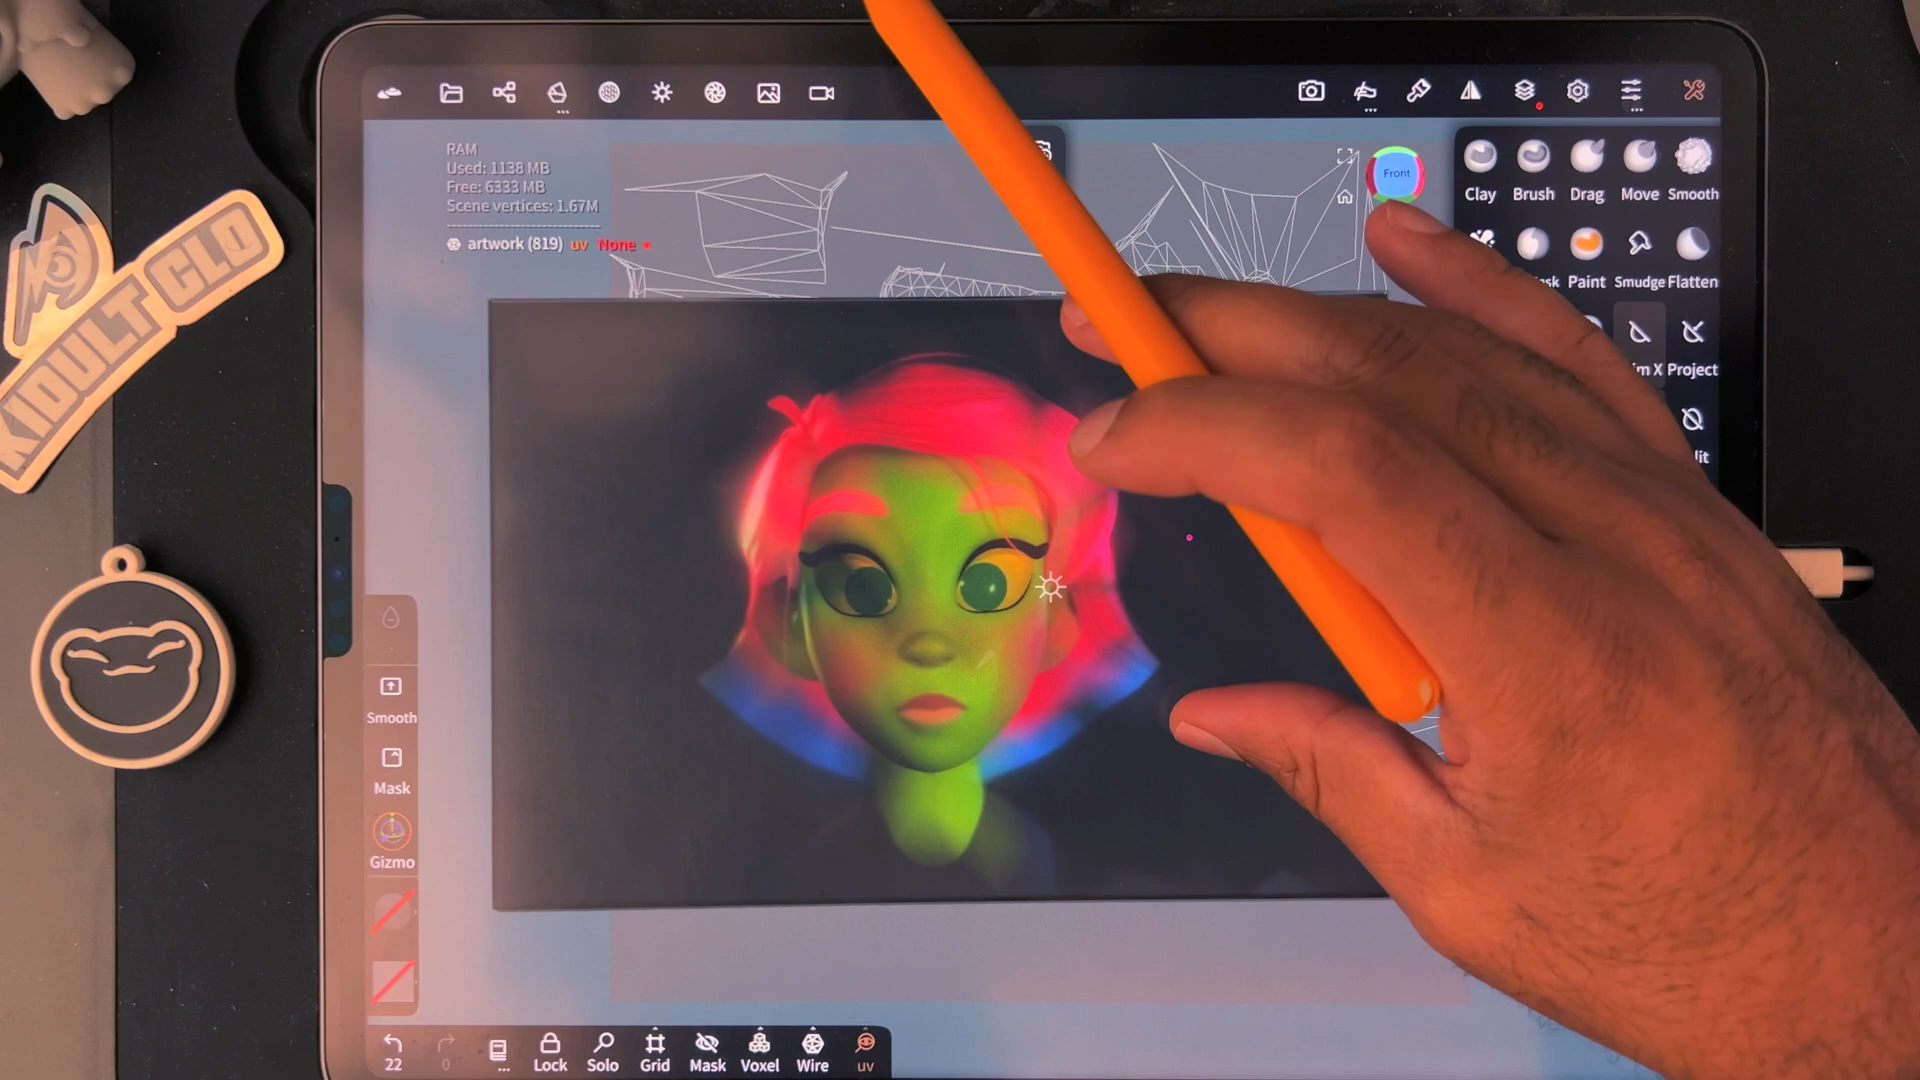 RAM
Used: 1138 MB
Free: 6333 MB
Scene vertices: 1.67M
artwork (819) uv None
Front
Clay Brush Drag Move Smooth
Paint Smudge Flatten
Project
KIDULT CLO
Smooth
Mask
Gizmo
22 0 Lock Solo Grid Mask Voxel Wire uv